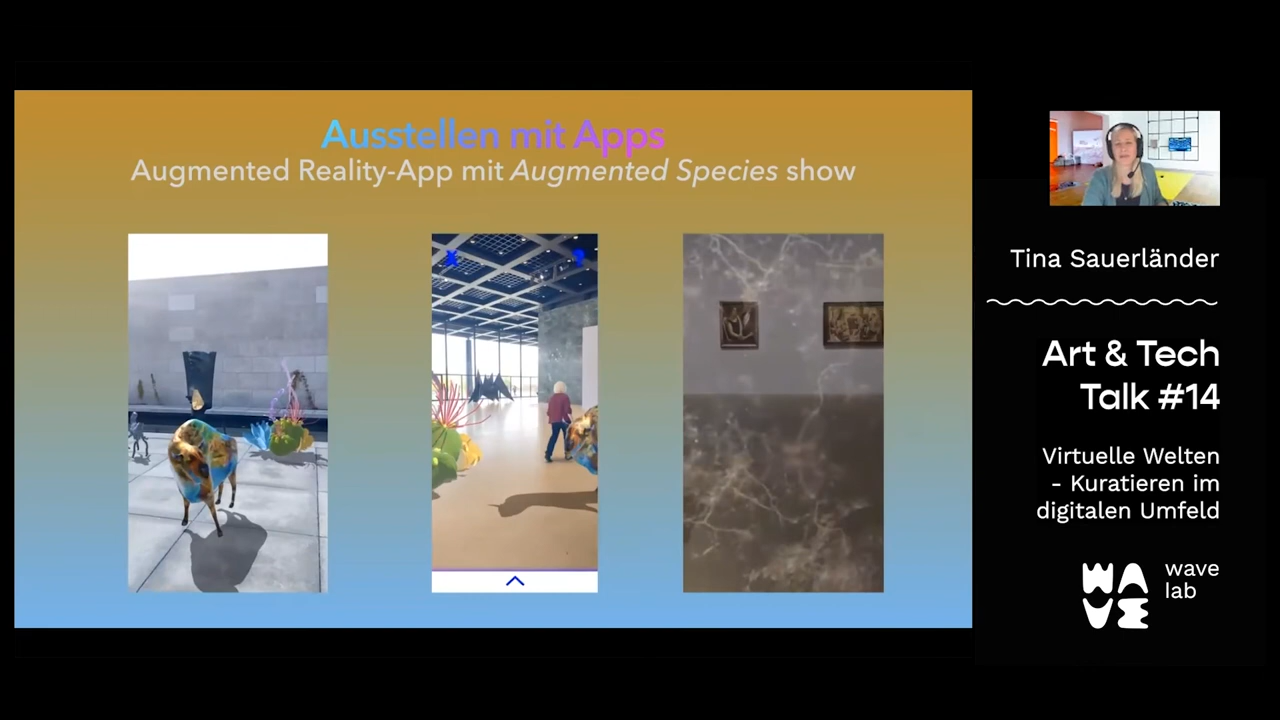 Ausstellen mit Apps
Augmented Reality-App mit Augmented Species show
Tina Sauerländer
Art & Tech
Talk #14
Virtuelle Welten
- Kuratieren im
digitalen Umfeld
WAVE
wave
lab